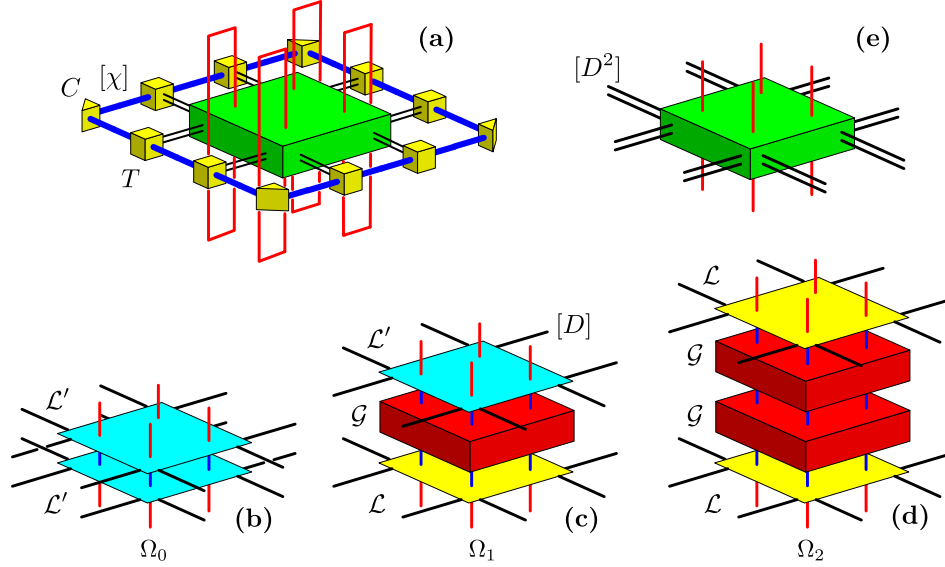 (a)
C [χ]
T
(e)
[D²]
ℒ′
ℒ′
(b)
Ω₀
ℒ′
[D]
𝒢
ℒ
(c)
Ω₁
ℒ
𝒢
𝒢
ℒ
(d)
Ω₂